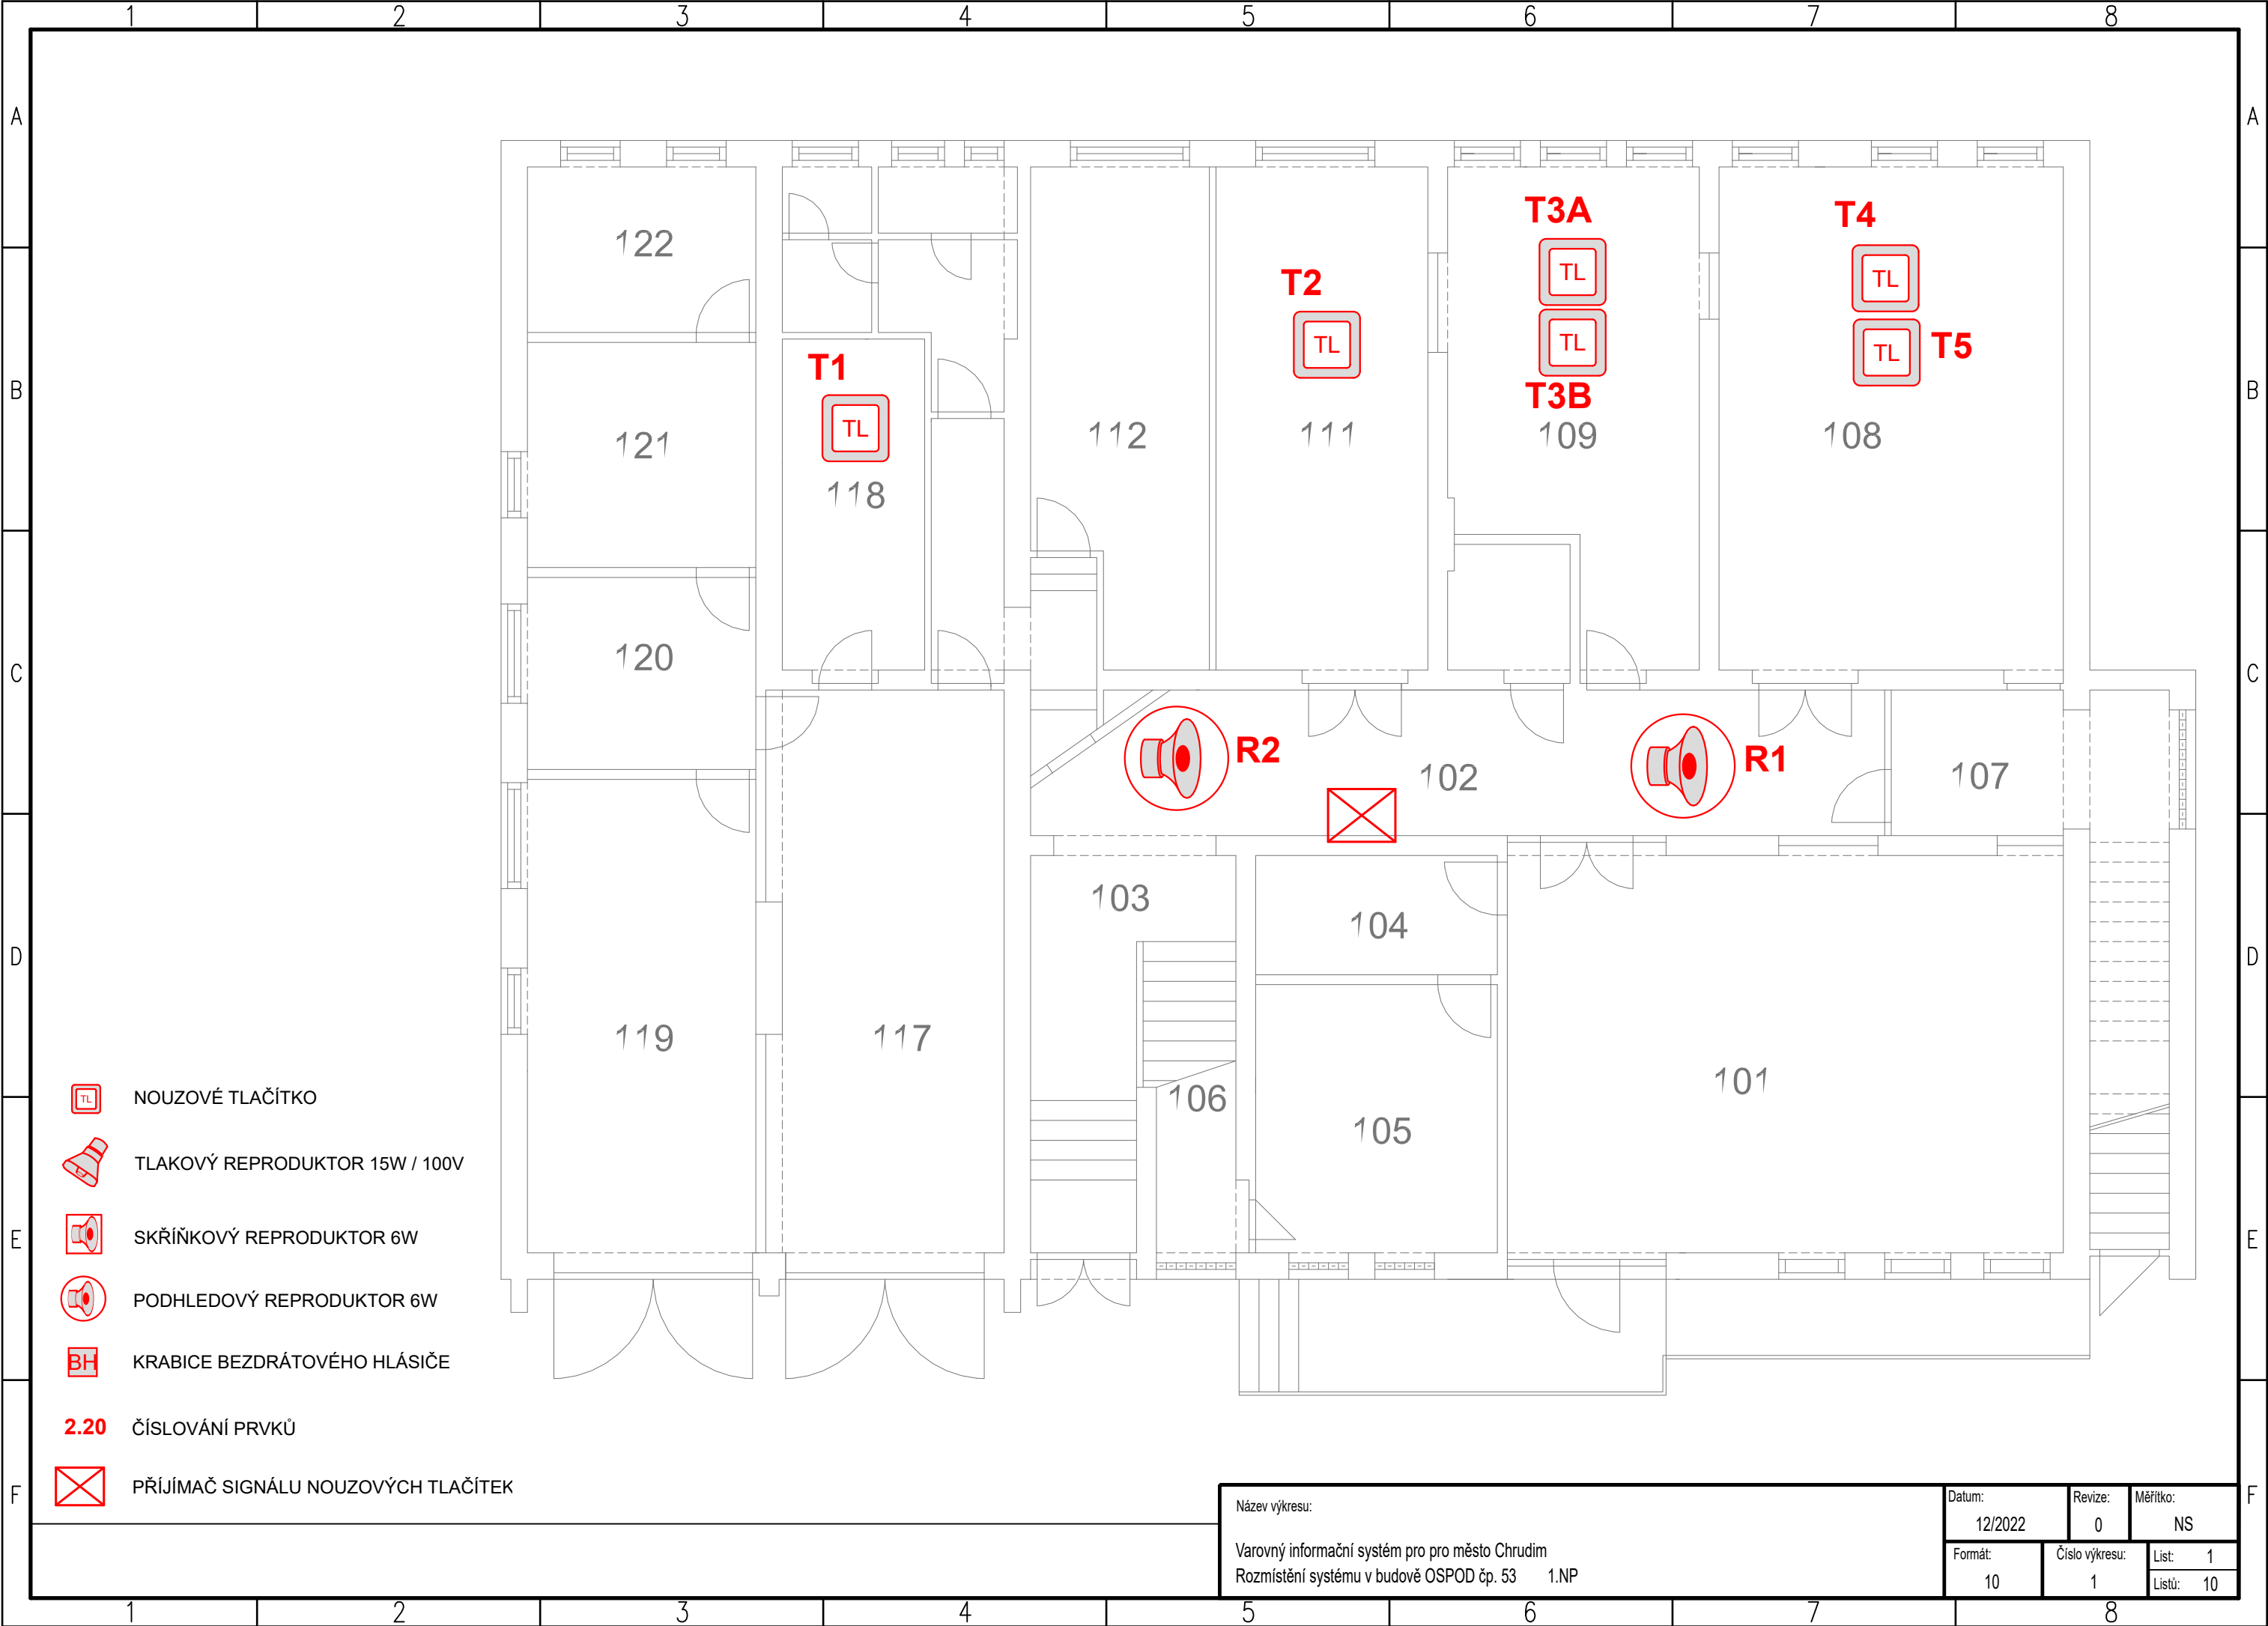 1 2 3 4 5 6 7 8
A A
T3A
T4
122
TL
TL
T2
TL
TL
T5
T1
T3B
B B
TL
121
112
111
109
108
118
120
C C
R2
R1
102
107
103
104
D D
119
117
101
106
105
TL NOUZOVÉ TLAČÍTKO
TLAKOVÝ REPRODUKTOR 15W / 100V
E E
SKŘÍŇKOVÝ REPRODUKTOR 6W
PODHLEDOVÝ REPRODUKTOR 6W
BH KRABICE BEZDRÁTOVÉHO HLÁSIČE
2.20 ČÍSLOVÁNÍ PRVKŮ
PŘÍJÍMAČ SIGNÁLU NOUZOVÝCH TLAČÍTEK
F F
Název výkresu:
Varovný informační systém pro pro město Chrudim
Rozmístění systému v budově OSPOD čp. 53 1.NP
Datum: Revize: Měřítko:
12/2022 0 NS
Formát: Číslo výkresu: List: 1
10 1 Listů: 10
1 2 3 4 5 6 7 8